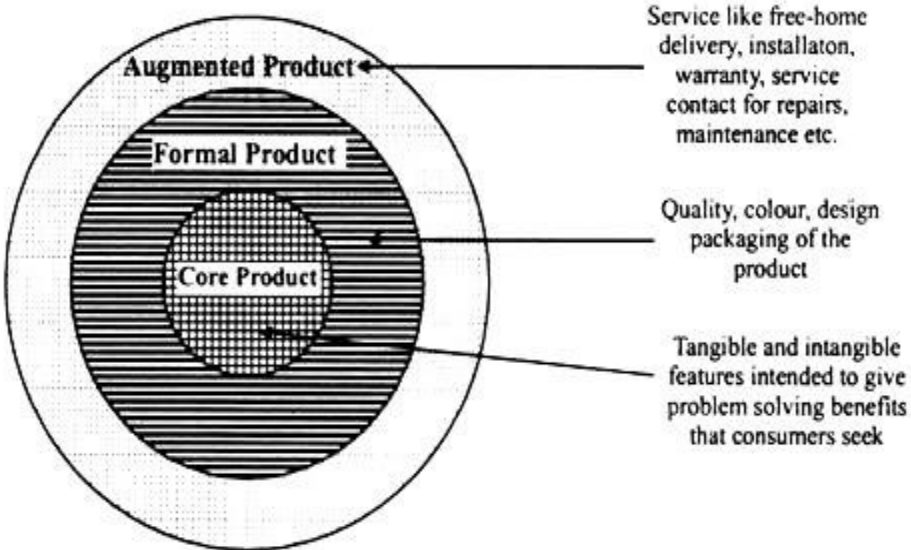 Augmented Product
Formal Product
Core Product
Service like free-home
delivery, installaton,
warranty, service
contact for repairs,
maintenance etc.
Quality, colour, design
packaging of the
product
Tangible and intangible
features intended to give
problem solving benefits
that consumers seek